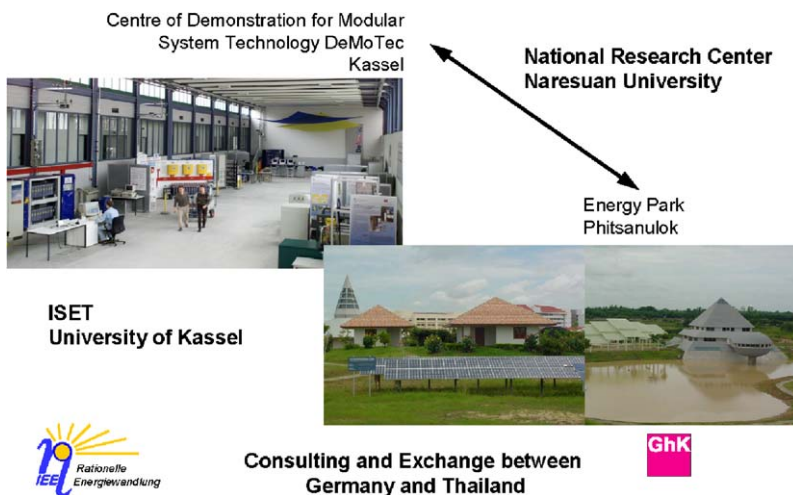 Centre of Demonstration for Modular
System Technology DeMoTec
Kassel
National Research Center
Naresuan University
Energy Park
Phitsanulok
ISET
University of Kassel
IEE
Rationelle
Energiewandlung
Consulting and Exchange between
Germany and Thailand
GhK